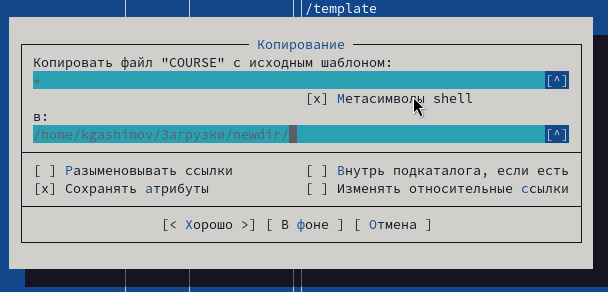 /template
Копирование
Копировать файл "COURSE" с исходным шаблоном:
* [^]
[x] Метасимволы shell
в:
/home/kgashimov/Загрузки/newdir/ [^]
[ ] Разыменовывать ссылки [ ] Внутрь подкаталога, если есть
[x] Сохранять атрибуты [ ] Изменять относительные ссылки
[< Хорошо >] [ В фоне ] [ Отмена ]